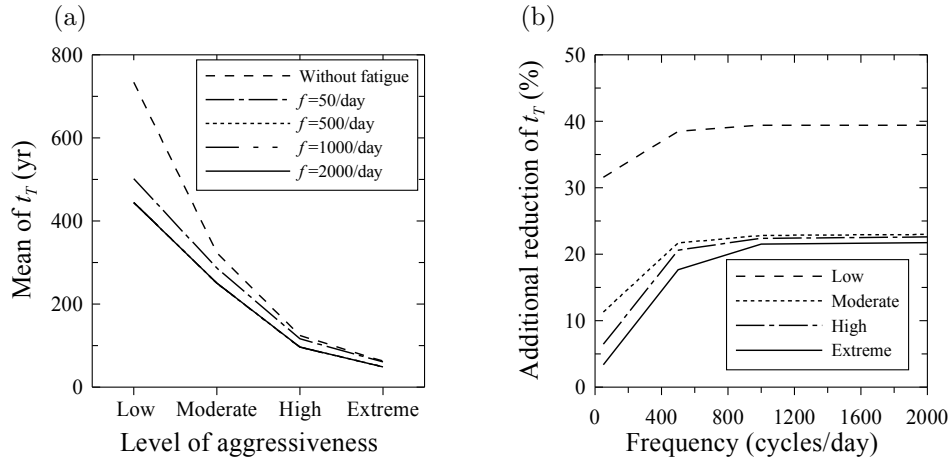 (a)
800
600
400
200
0
Mean of t_T (yr)
Without fatigue
f=50/day
f=500/day
f=1000/day
f=2000/day
Low Moderate High Extreme
Level of aggressiveness
(b)
50
40
30
20
10
0
Additional reduction of t_T (%)
Low
Moderate
High
Extreme
0 400 800 1200 1600 2000
Frequency (cycles/day)